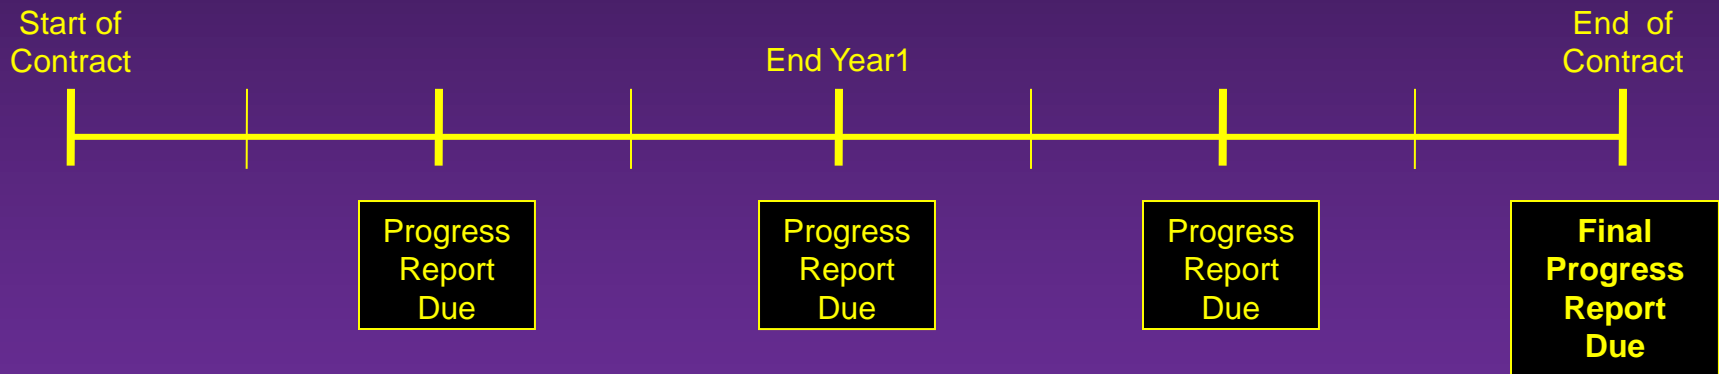 Start of
Contract
End Year1
End of
Contract
Progress
Report
Due
Progress
Report
Due
Progress
Report
Due
Final
Progress
Report
Due